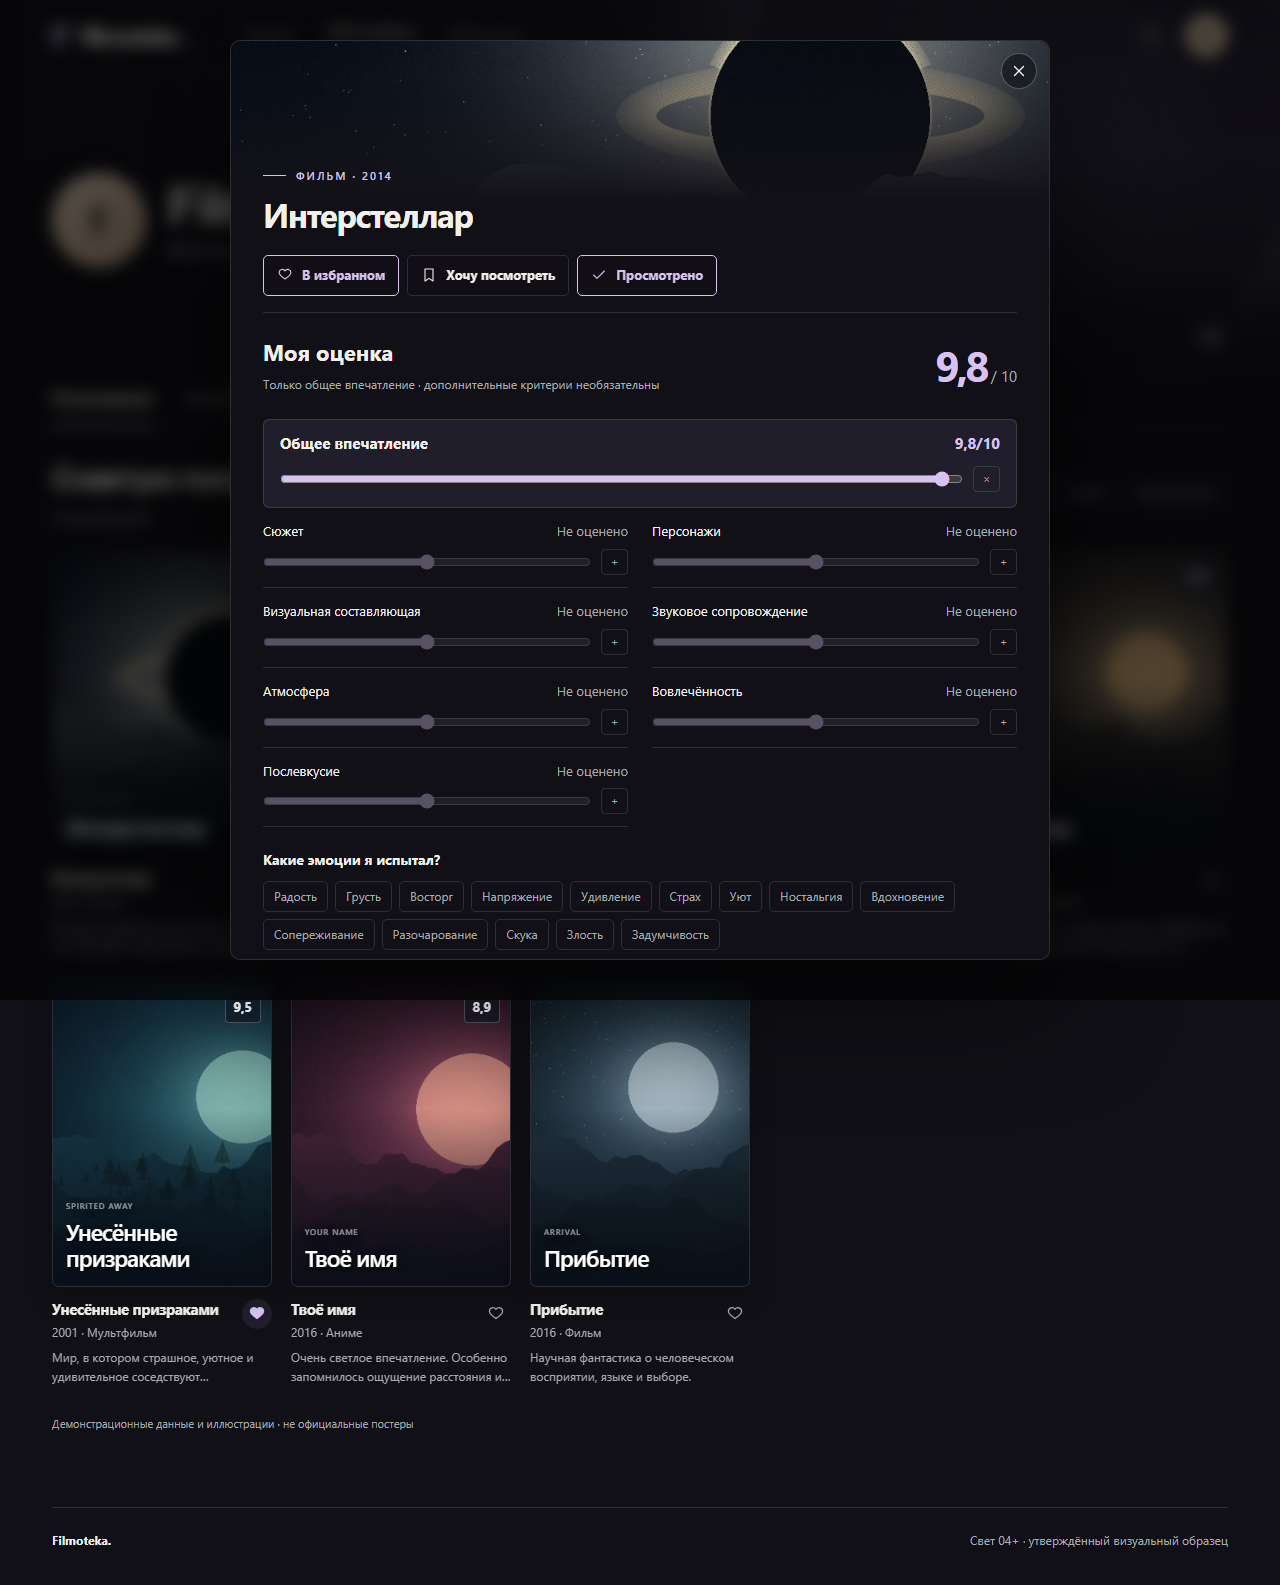 ФИЛЬМ · 2014
Интерстеллар
В избранном
Хочу посмотреть
Просмотрено
Моя оценка
Только общее впечатление · дополнительные критерии необязательны
9,8 / 10
Общее впечатление
9,8/10
Сюжет
Не оценено
Персонажи
Не оценено
Визуальная составляющая
Не оценено
Звуковое сопровождение
Не оценено
Атмосфера
Не оценено
Вовлечённость
Не оценено
Послевкусие
Не оценено
Какие эмоции я испытал?
Радость
Грусть
Восторг
Напряжение
Удивление
Страх
Уют
Ностальгия
Вдохновение
Сопереживание
Разочарование
Скука
Злость
Задумчивость
9,5
SPIRITED AWAY
Унесённые
призраками
Унесённые призраками
2001 · Мультфильм
Мир, в котором страшное, уютное и
удивительное соседствуют...
8,9
YOUR NAME
Твоё имя
Твоё имя
2016 · Аниме
Очень светлое впечатление. Особенно
запомнилось ощущение расстояния и...
ARRIVAL
Прибытие
Прибытие
2016 · Фильм
Научная фантастика о человеческом
восприятии, языке и выборе.
Демонстрационные данные и иллюстрации · не официальные постеры
Filmoteka.
Свет 04+ · утверждённый визуальный образец